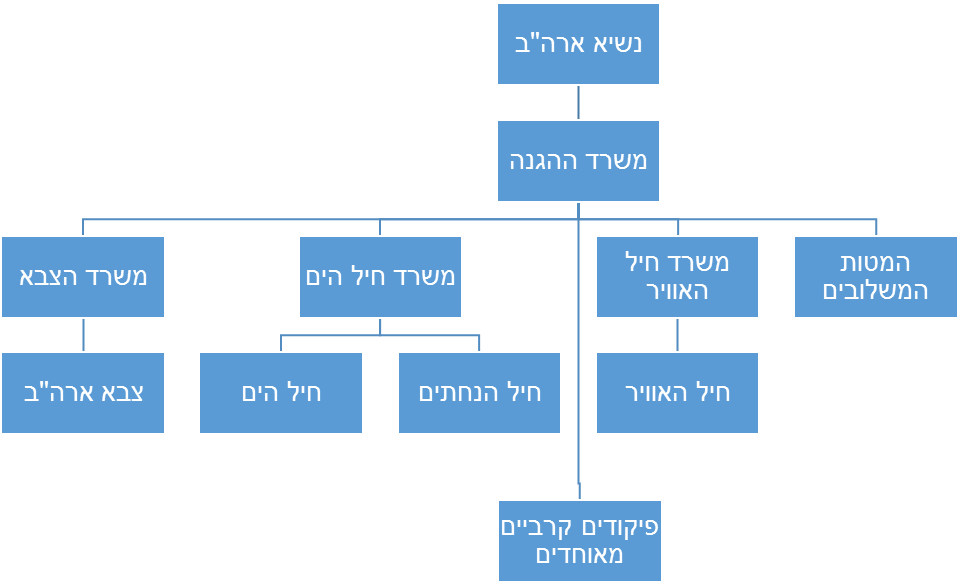 נשיא ארה"ב
משרד ההגנה
המטות
המשלובים
משרד חיל
האוויר
משרד חיל הים
משרד הצבא
חיל האוויר
חיל הנחתים
חיל הים
צבא ארה"ב
פיקודים קרביים
מאוחדים